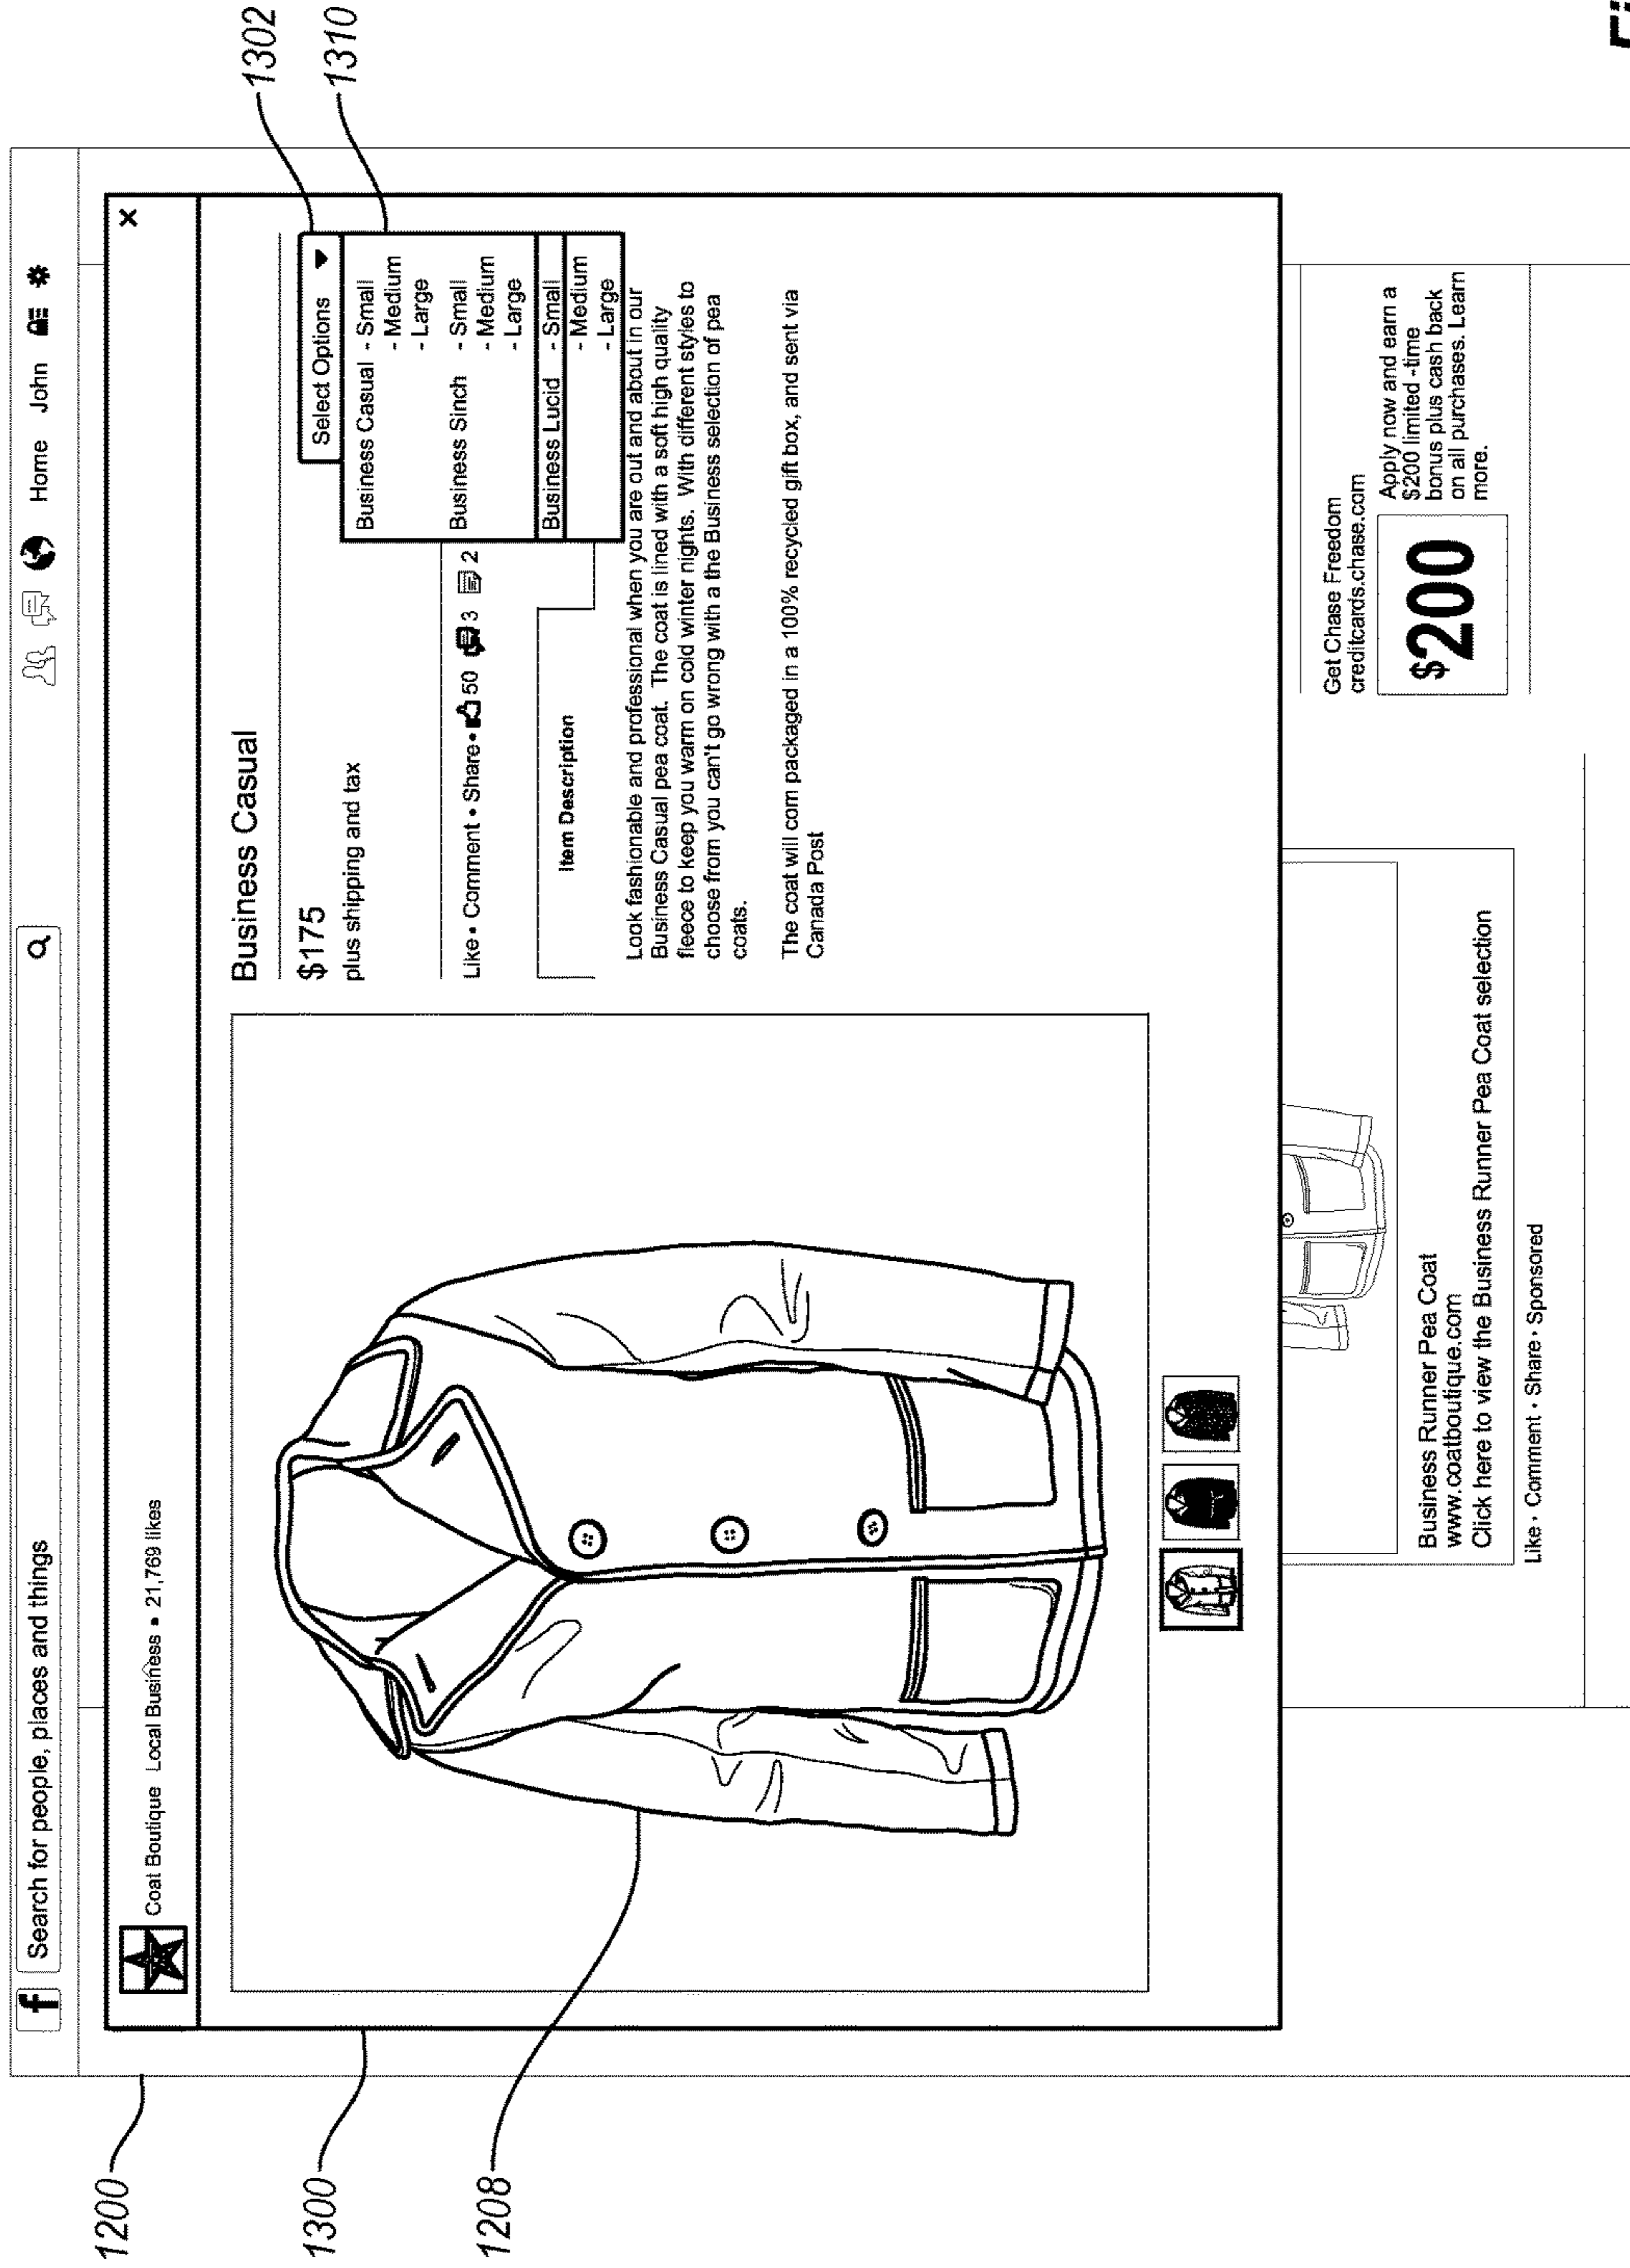 f Search for people, places and things Home John
Coat Boutique Local Business • 21,769 likes X
Business Casual
$175
plus shipping and tax
Select Options
Business Casual - Small
- Medium
- Large
Business Sinch - Small
- Medium
- Large
Business Lucid - Small
- Medium
- Large
Like • Comment • Share • 50 3 2
Item Description
Look fashionable and professional when you are out and about in our
Business Casual pea coat. The coat is lined with a soft high quality
fleece to keep you warm on cold winter nights. With different styles to
choose from you can't go wrong with a the Business selection of pea
coats.
The coat will com packaged in a 100% recycled gift box, and sent via
Canada Post
Business Runner Pea Coat
www.coatboutique.com
Click here to view the Business Runner Pea Coat selection
Like • Comment • Share • Sponsored
Get Chase Freedom
creditcards.chase.com
$200
Apply now and earn a
$200 limited -time
bonus plus cash back
on all purchases. Learn
more.
1200
1300
1208
1302
1310